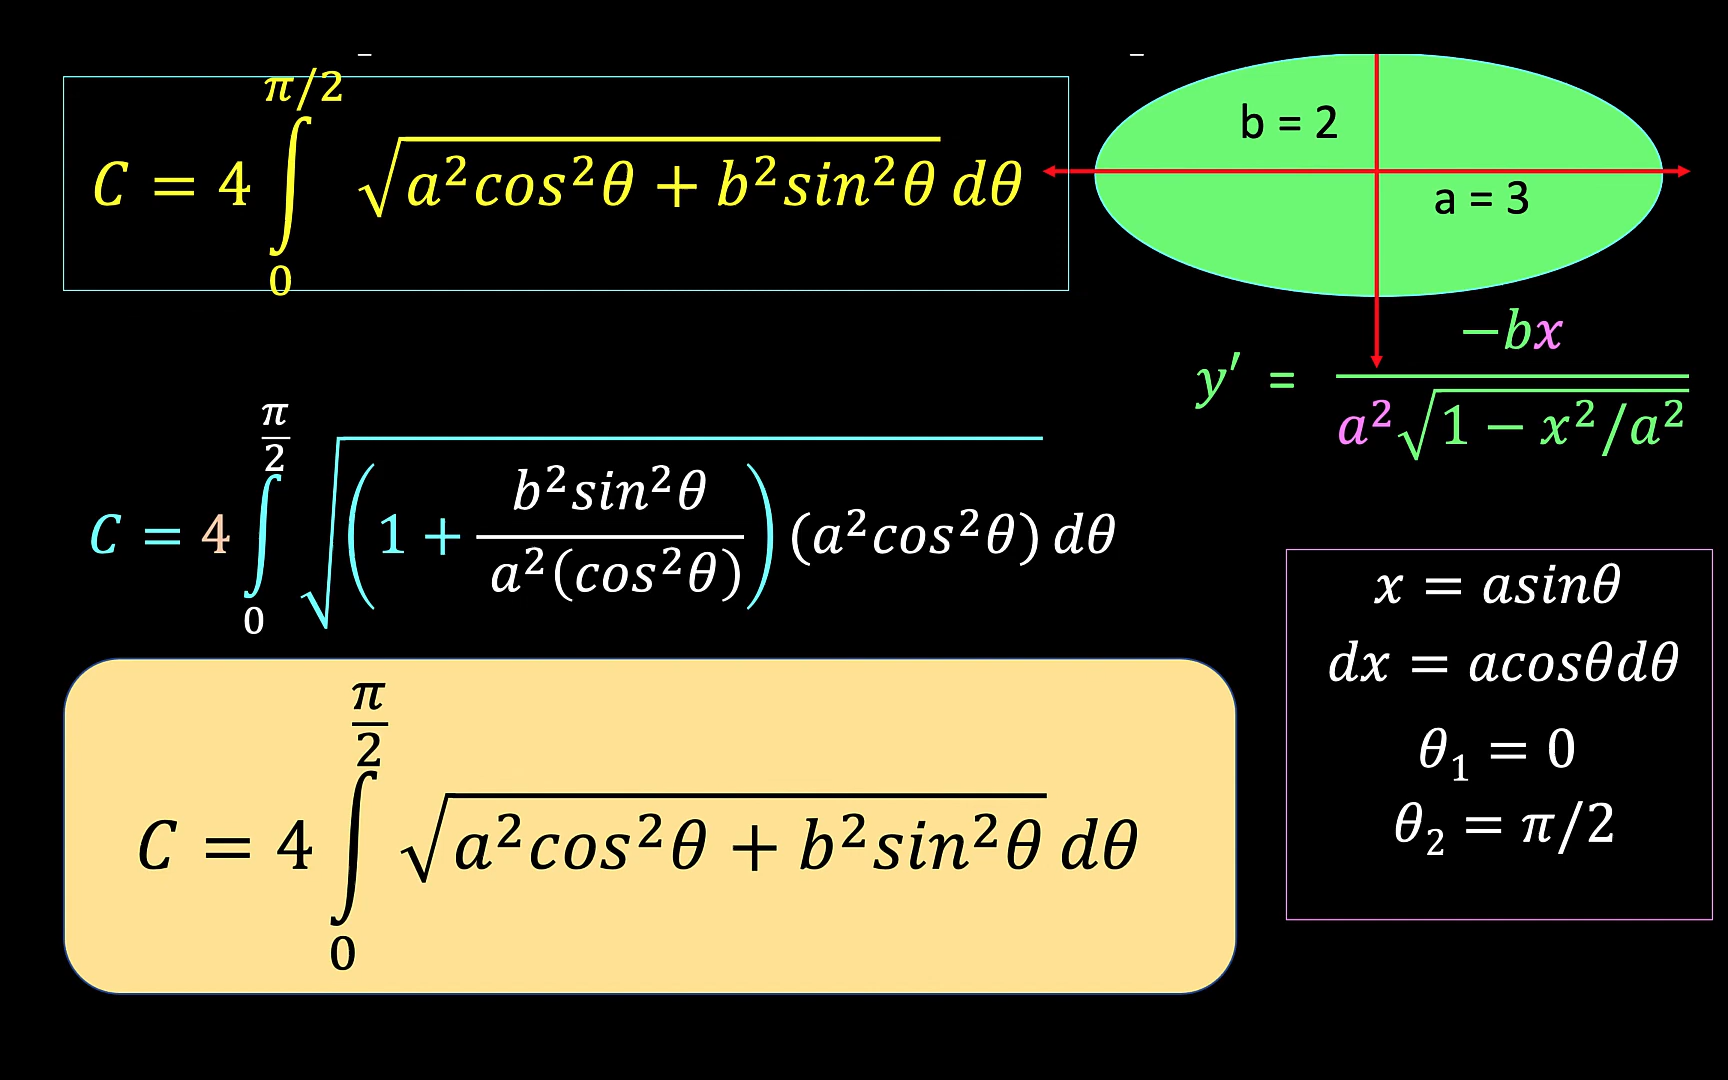 C = 4 ∫₀^{π/2} √(a²cos²θ + b²sin²θ) dθ
b = 2
a = 3
y′ = −bx / (a²√(1 − x²/a²))
C = 4 ∫₀^{π/2} √((1 + b²sin²θ / (a²(cos²θ))) (a²cos²θ)) dθ
x = asinθ
dx = acosθdθ
θ₁ = 0
θ₂ = π/2
C = 4 ∫₀^{π/2} √(a²cos²θ + b²sin²θ) dθ